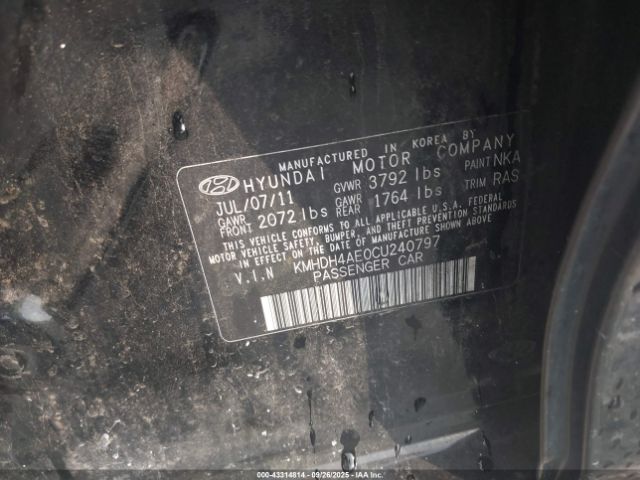 MANUFACTURED IN KOREA BY
HYUNDAI MOTOR COMPANY
JUL/07/11 GVWR 3792 lbs PAINT NKA
GAWR FRONT 2072 lbs GAWR REAR 1764 lbs TRIM RAS
THIS VEHICLE CONFORMS TO ALL APPLICABLE U.S.A. FEDERAL
MOTOR VEHICLE SAFETY, BUMPER, AND THEFT PREVENTION STANDARDS
IN EFFECT ON THE DATE OF MANUFACTURE SHOWN ABOVE.
V.I.N KMHDH4AE0CU240797
PASSENGER CAR
000-43314814 | 09/26/2025 - IAA Inc.